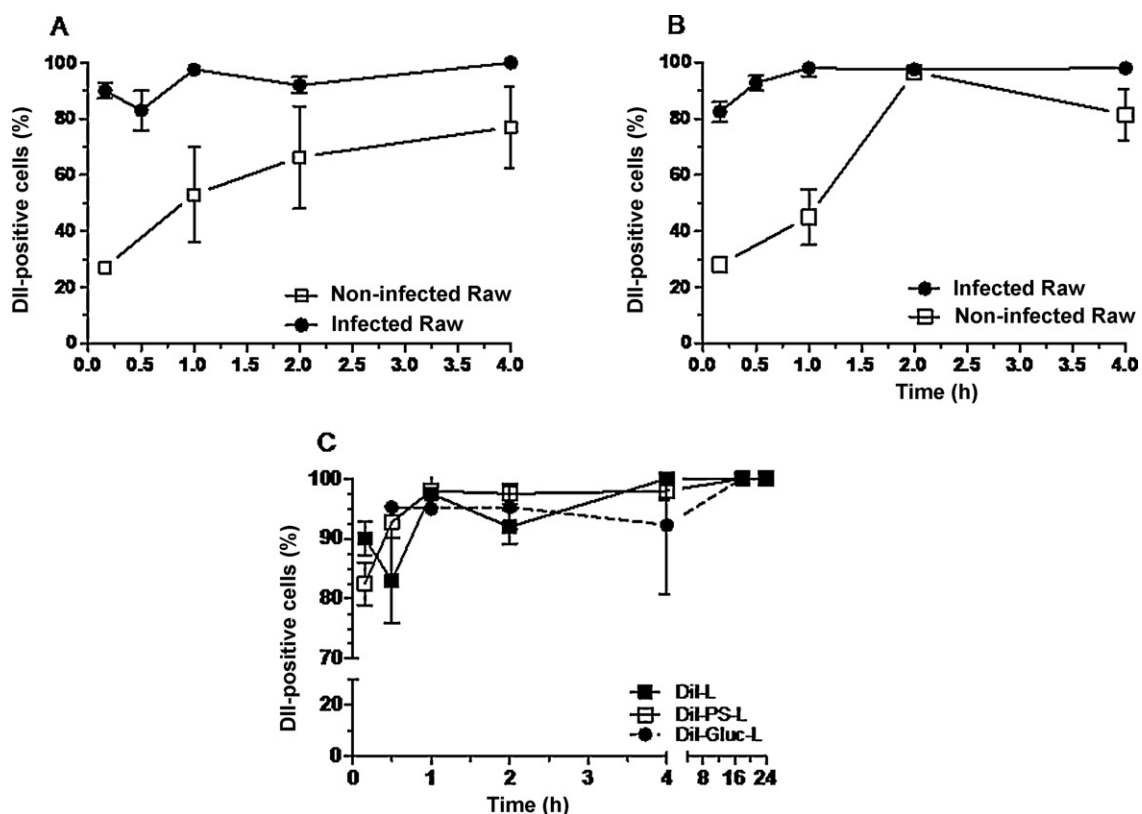 A
DII-positive cells (%)
100
80
60
40
20
0
Non-infected Raw
Infected Raw
0.0 0.5 1.0 1.5 2.0 2.5 3.0 3.5 4.0
B
DII-positive cells (%)
100
80
60
40
20
0
Infected Raw
Non-infected Raw
0.0 0.5 1.0 1.5 2.0 2.5 3.0 3.5 4.0
Time (h)
C
DII-positive cells (%)
100
90
80
70
20
0
Dil-L
Dil-PS-L
Dil-Gluc-L
0 1 2 3 4 8 16 24
Time (h)